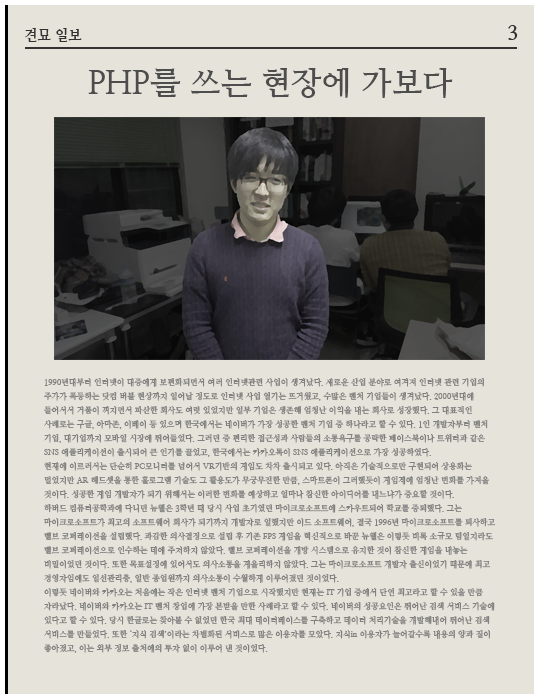 견묘 일보
3
PHP를 쓰는 현장에 가보다
1990년대부터 인터넷이 대중에게 보편화되면서 여러 인터넷관련 사업이 생겨났다. 새로운 산업 분야로 여겨져 인터넷 관련 기업의
주가가 폭등하는 닷컴 버블 현상까지 일어날 정도로 인터넷 사업 열기는 뜨거웠고, 수많은 벤처 기업들이 생겨났다. 2000년대에
들어서서 거품이 꺼지면서 파산한 회사도 여럿 있었지만 일부 기업은 생존해 엄청난 이익을 내는 회사로 성장했다. 그 대표적인
사례로는 구글, 아마존, 이베이 등 있으며 한국에서는 네이버가 가장 성공한 벤처 기업 중 하나라고 할 수 있다. 1인 개발자부터 벤처
기업, 대기업까지 모바일 시장에 뛰어들었다. 그러던 중 편리한 접근성과 사람들의 소통욕구를 공략한 페이스북이나 트위터과 같은
SNS 애플리케이션이 출시되어 큰 인기를 끌었고, 한국에서는 카카오톡이 SNS 애플리케이션으로 가장 성공하였다.
현재에 이르러서는 단순히 PC모니터를 넘어서 VR기반의 게임도 차차 출시되고 있다. 아직은 기술적으로만 구현되어 상용화는
멀었지만 AR 헤드셋을 통한 홀로그램 기술도 그 활용도가 무궁무진한 만큼, 스마트폰이 그러했듯이 게임계에 엄청난 변화를 가져올
것이다. 성공한 게임 개발자가 되기 위해서는 이러한 변화를 예상하고 얼마나 참신한 아이디어를 내느냐가 중요할 것이다.
하버드 컴퓨터공학과에 다니던 뉴웰은 3학년 때 당시 사업 초기였던 마이크로소프트에 스카우트되어 학교를 중퇴했다. 그는
마이크로소프트가 최고의 소프트웨어 회사가 되기까지 개발자로 일했지만 이드 소프트웨어, 결국 1996년 마이크로소프트를 퇴사하고
밸브 코퍼레이션을 설립했다. 과감한 의사결정으로 설립 후 기존 FPS 게임을 혁신적으로 바꾼 뉴웰은 이렇듯 비록 소규모 팀일지라도
밸브 코퍼레이션으로 인수하는 데에 주저하지 않았다. 밸브 코퍼레이션을 개방 시스템으로 유지한 것이 참신한 게임을 내놓는
비밀이었던 것이다. 또한 목표설정에 있어서도 의사소통을 게을리하지 않았다. 그는 마이크로소프트 개발자 출신이었기 때문에 최고
경영자임에도 일선관리층, 일반 종업원까지 의사소통이 수월하게 이루어졌던 것이다.
이렇듯 네이버와 카카오는 처음에는 작은 인터넷 벤처 기업으로 시작했지만 현재는 IT 기업 중에서 단연 최고라고 할 수 있을 만큼
자라났다. 네이버와 카카오는 IT 벤처 창업에 가장 본받을 만한 사례라고 할 수 있다. 네이버의 성공요인은 뛰어난 검색 서비스 기술에
있다고 할 수 있다. 당시 한글로는 찾아볼 수 없었던 한국 최대 데이터베이스를 구축하고 데이터 처리기술을 개발해내어 뛰어난 검색
서비스를 만들었다. 또한 '지식 검색'이라는 차별화된 서비스로 많은 이용자를 모았다. 지식in 이용자가 늘어갈수록 내용의 양과 질이
좋아졌고, 이는 외부 정보 출처에의 투자 없이 이루어 낸 것이었다.